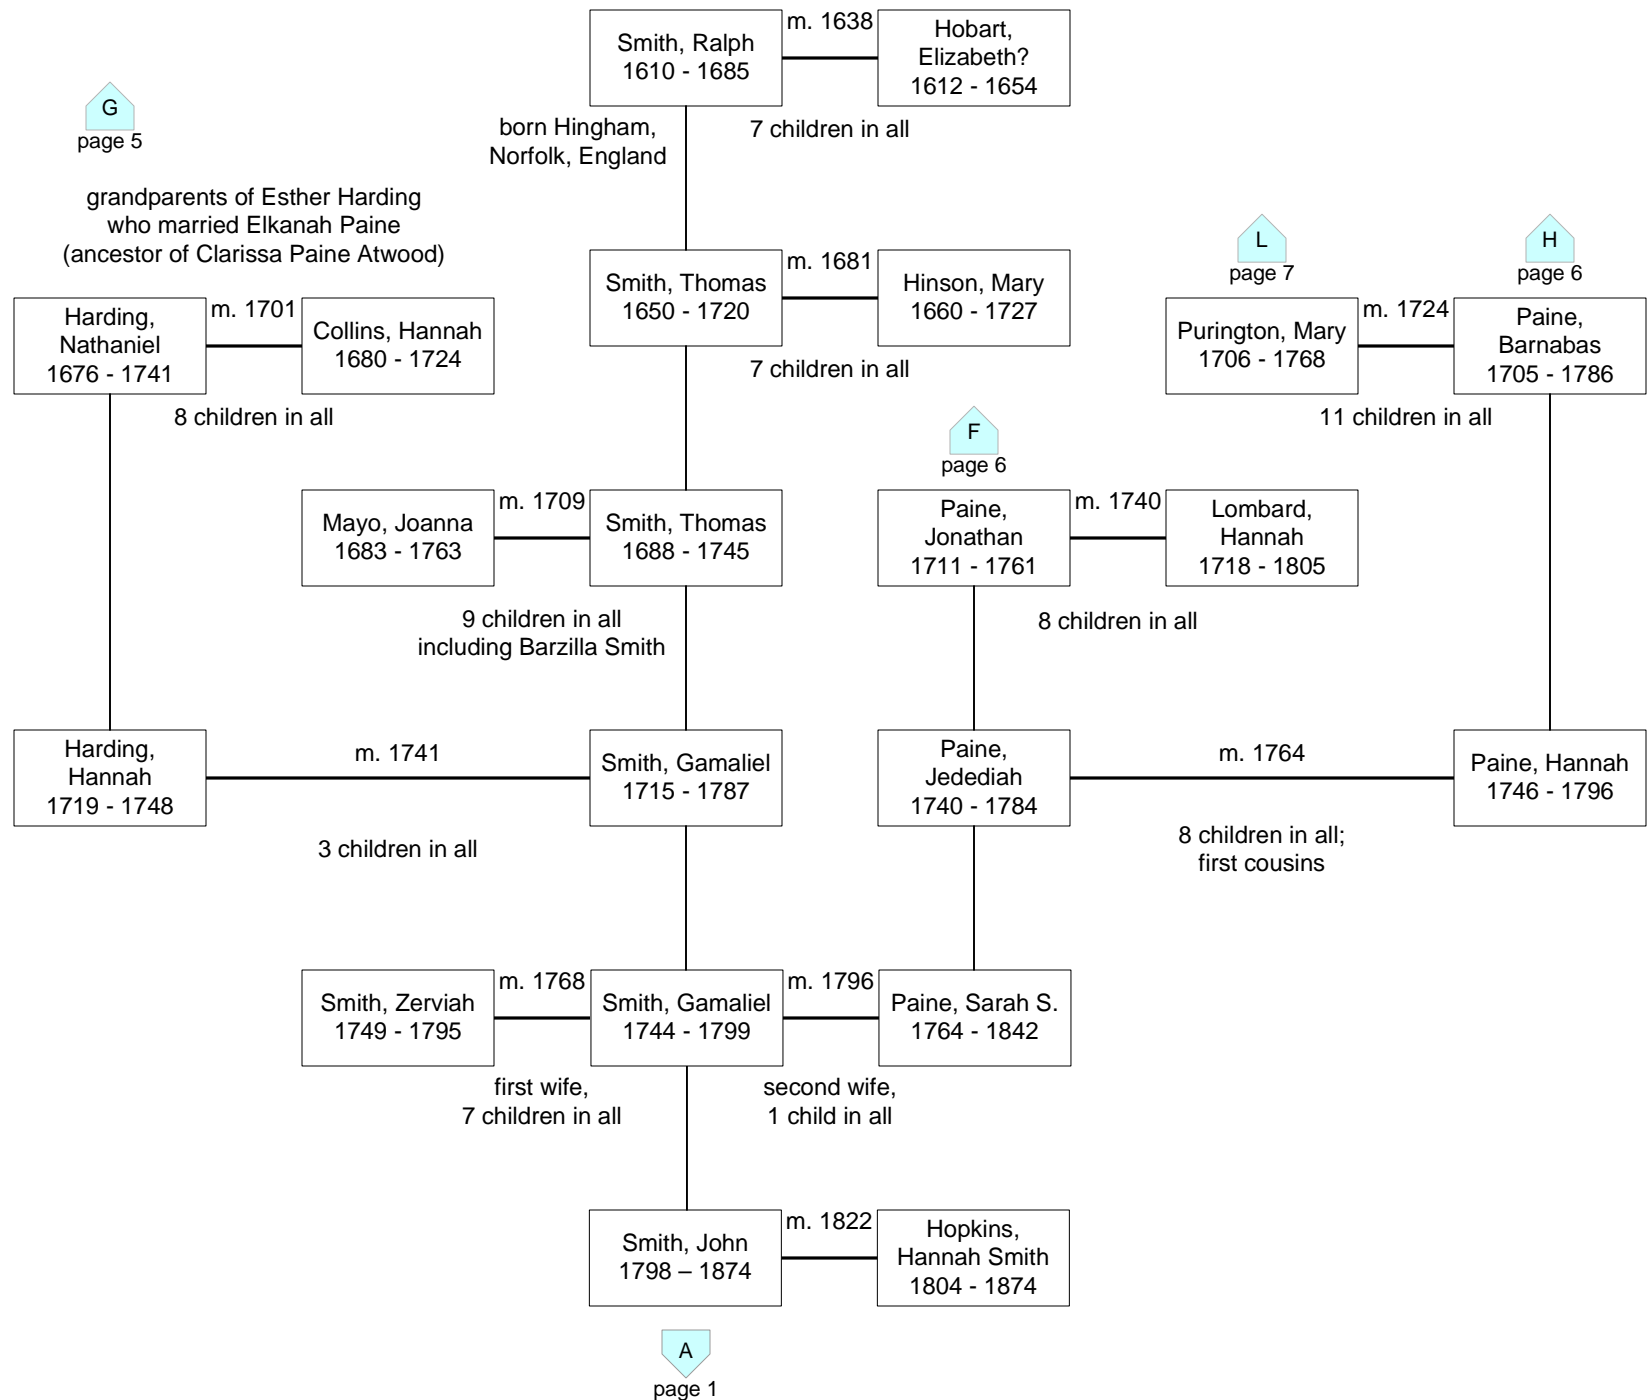 m. 1638
Smith, Ralph
1610 - 1685
Hobart,
Elizabeth?
1612 - 1654
G
page 5
born Hingham,
Norfolk, England
7 children in all
grandparents of Esther Harding
who married Elkanah Paine
(ancestor of Clarissa Paine Atwood)
L
page 7
H
page 6
m. 1681
Smith, Thomas
1650 - 1720
Hinson, Mary
1660 - 1727
7 children in all
m. 1701
Harding,
Nathaniel
1676 - 1741
Collins, Hannah
1680 - 1724
8 children in all
m. 1724
Purington, Mary
1706 - 1768
Paine,
Barnabas
1705 - 1786
11 children in all
F
page 6
m. 1709
Mayo, Joanna
1683 - 1763
Smith, Thomas
1688 - 1745
9 children in all
including Barzilla Smith
m. 1740
Paine,
Jonathan
1711 - 1761
Lombard,
Hannah
1718 - 1805
8 children in all
m. 1741
Harding,
Hannah
1719 - 1748
Smith, Gamaliel
1715 - 1787
3 children in all
m. 1764
Paine,
Jedediah
1740 - 1784
Paine, Hannah
1746 - 1796
8 children in all;
first cousins
m. 1768
Smith, Zerviah
1749 - 1795
Smith, Gamaliel
1744 - 1799
m. 1796
Paine, Sarah S.
1764 - 1842
first wife,
7 children in all
second wife,
1 child in all
m. 1822
Smith, John
1798 – 1874
Hopkins,
Hannah Smith
1804 - 1874
A
page 1